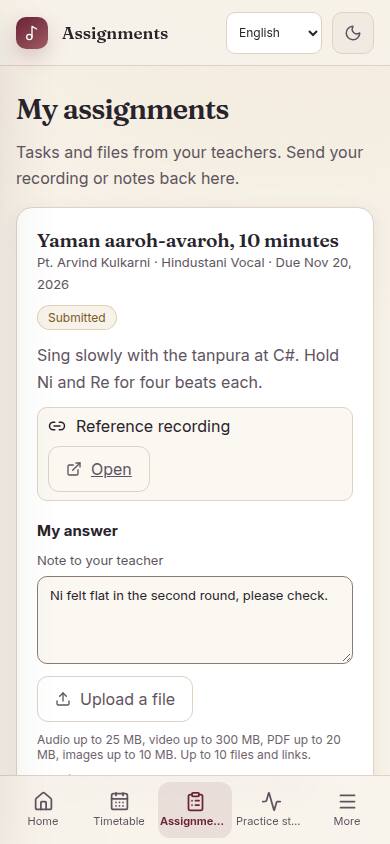 Assignments
English
My assignments
Tasks and files from your teachers. Send your
recording or notes back here.
Yaman aaroh-avaroh, 10 minutes
Pt. Arvind Kulkarni · Hindustani Vocal · Due Nov 20,
2026
Submitted
Sing slowly with the tanpura at C#. Hold
Ni and Re for four beats each.
Reference recording
Open
My answer
Note to your teacher
Ni felt flat in the second round, please check.
Upload a file
Audio up to 25 MB, video up to 300 MB, PDF up to 20
MB, images up to 10 MB. Up to 10 files and links.
Home
Timetable
Assignme...
Practice st...
More